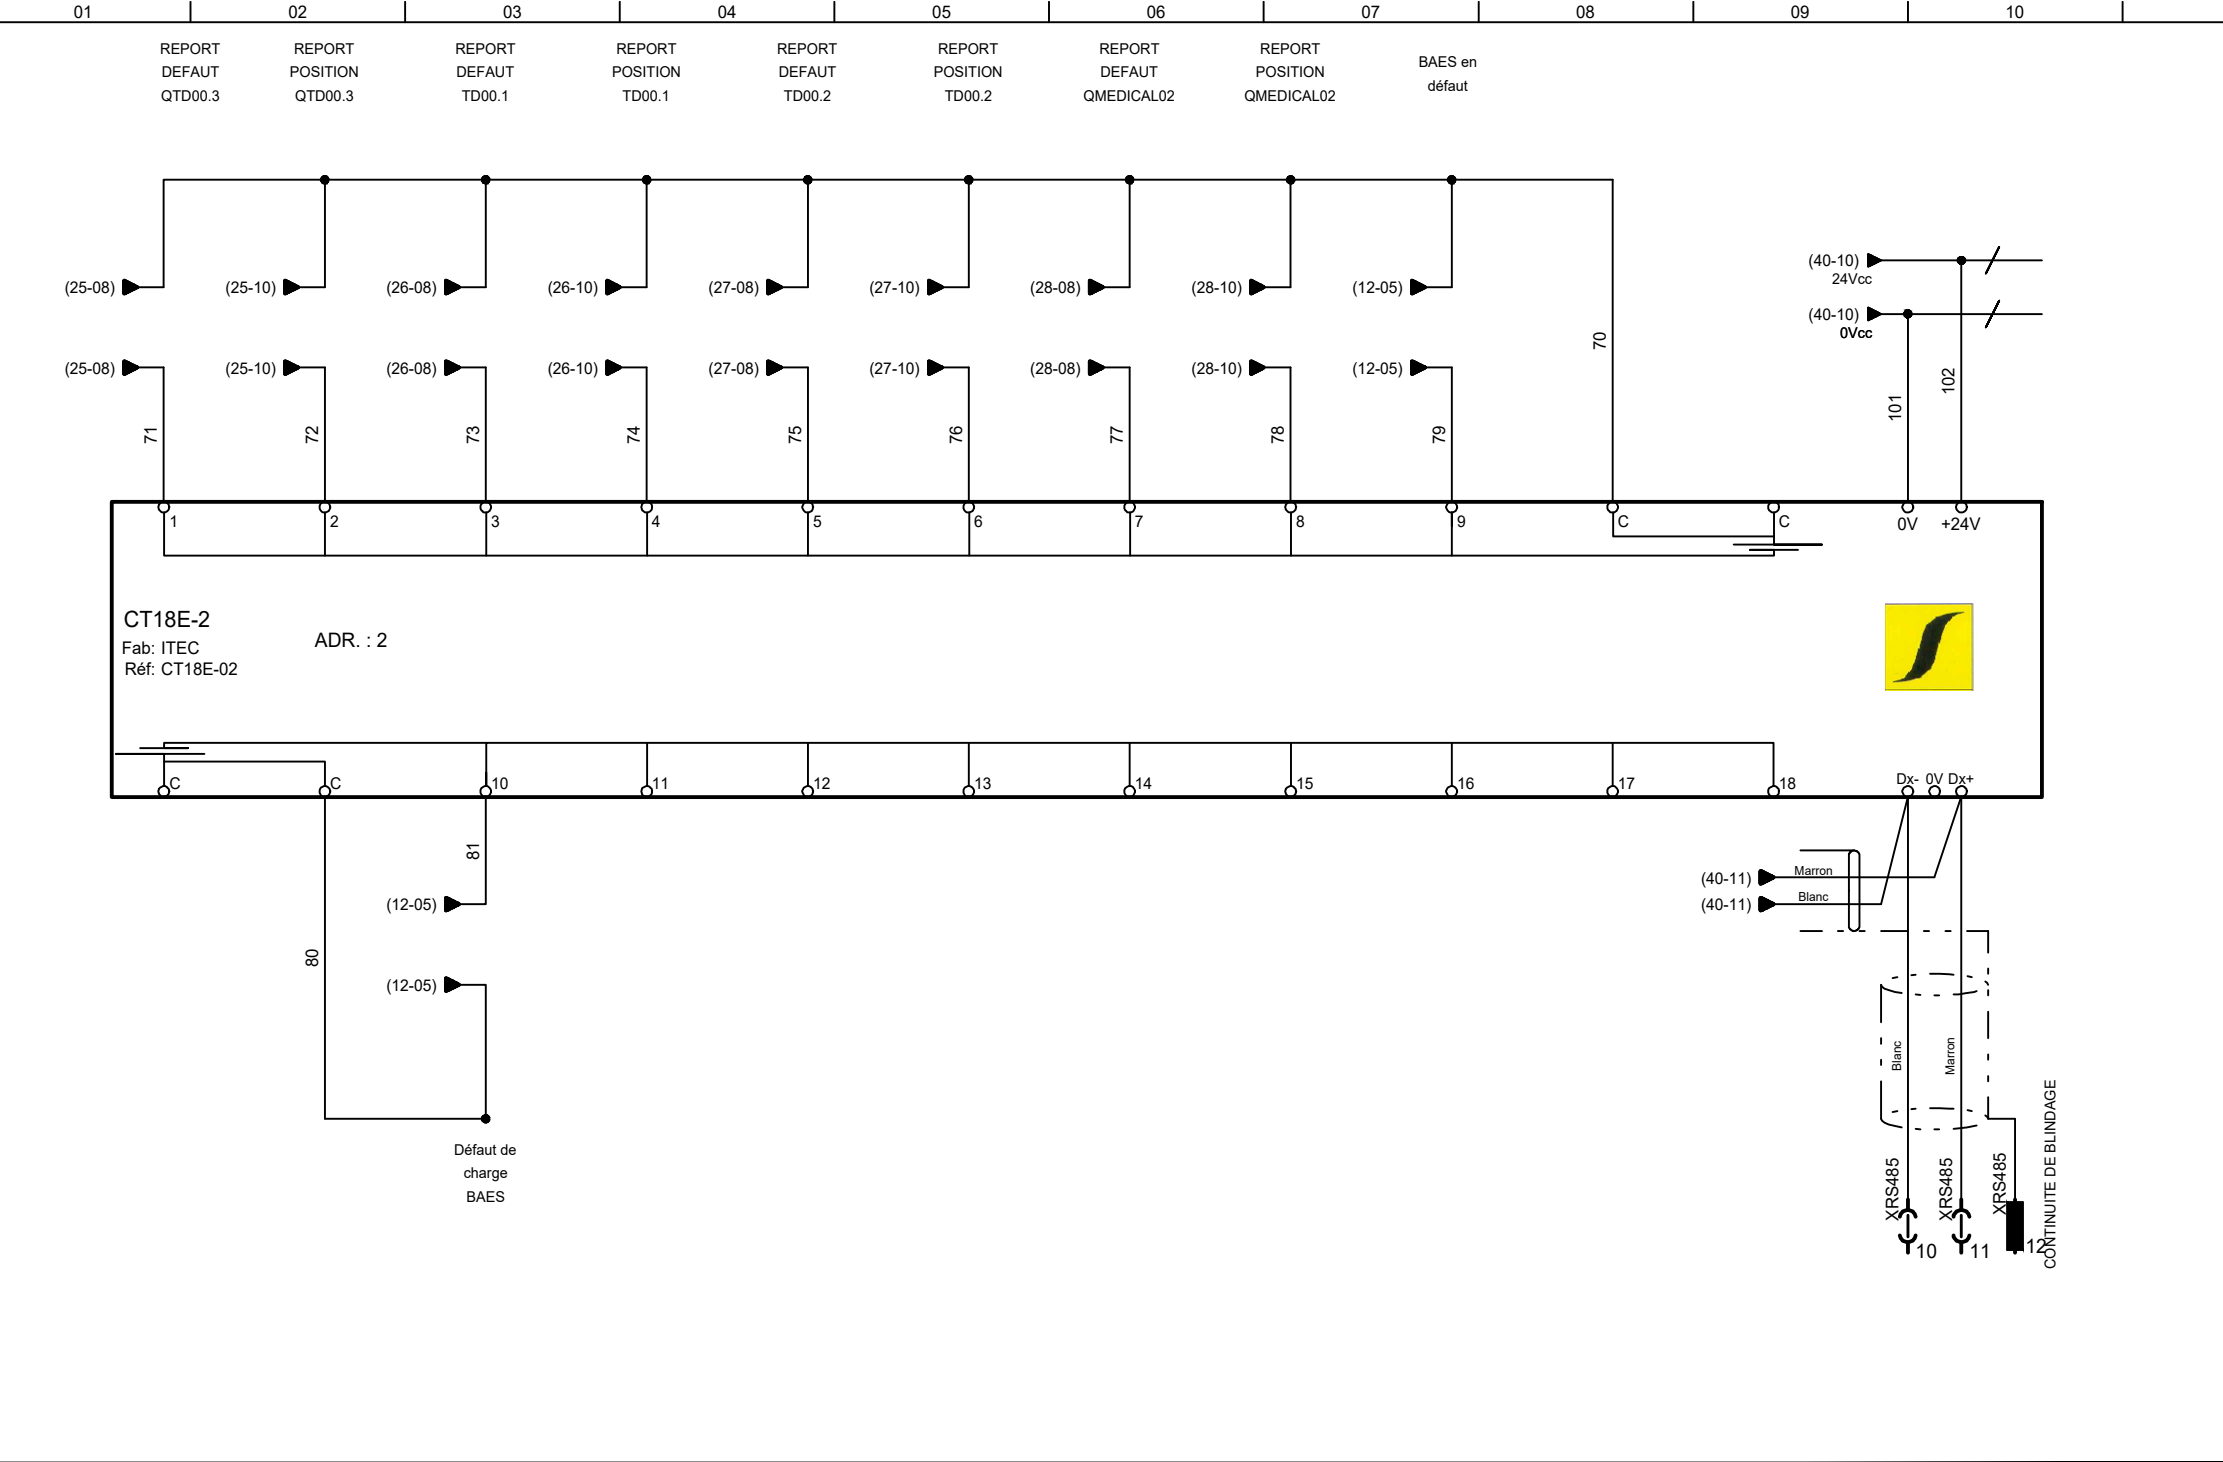 01 02 03 04 05 06 07 08 09 10
REPORT DEFAUT QTD00.3
REPORT POSITION QTD00.3
REPORT DEFAUT TD00.1
REPORT POSITION TD00.1
REPORT DEFAUT TD00.2
REPORT POSITION TD00.2
REPORT DEFAUT QMEDICAL02
REPORT POSITION QMEDICAL02
BAES en défaut
(40-10)
24Vcc
(25-08) (25-10) (26-08) (26-10) (27-08) (27-10) (28-08) (28-10) (12-05)
(40-10)
0Vcc
70
(25-08) (25-10) (26-08) (26-10) (27-08) (27-10) (28-08) (28-10) (12-05)
102
101
71 72 73 74 75 76 77 78 79
1 2 3 4 5 6 7 8 9 C C 0V +24V
CT18E-2
ADR. : 2
Fab: ITEC
Réf: CT18E-02
C C 10 11 12 13 14 15 16 17 18 Dx- 0V Dx+
81
(40-11) Marron
(12-05)
(40-11) Blanc
80
(12-05)
Blanc
Marron
Défaut de
charge
BAES
XRS485 XRS485 XRS485
CONTINUITE DE BLINDAGE
10 11 12